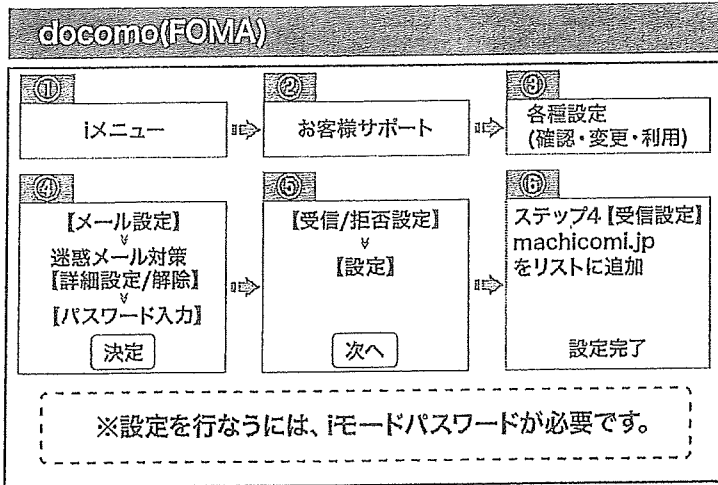 docomo(FOMA)
①
iメニュー
②
お客様サポート
③
各種設定
(確認・変更・利用)
④
【メール設定】
迷惑メール対策
【詳細設定/解除】
【パスワード入力】
決定
⑤
【受信/拒否設定】
【設定】
次へ
⑥
ステップ4【受信設定】
machicomi.jp
をリストに追加
設定完了
※設定を行なうには、iモードパスワードが必要です。